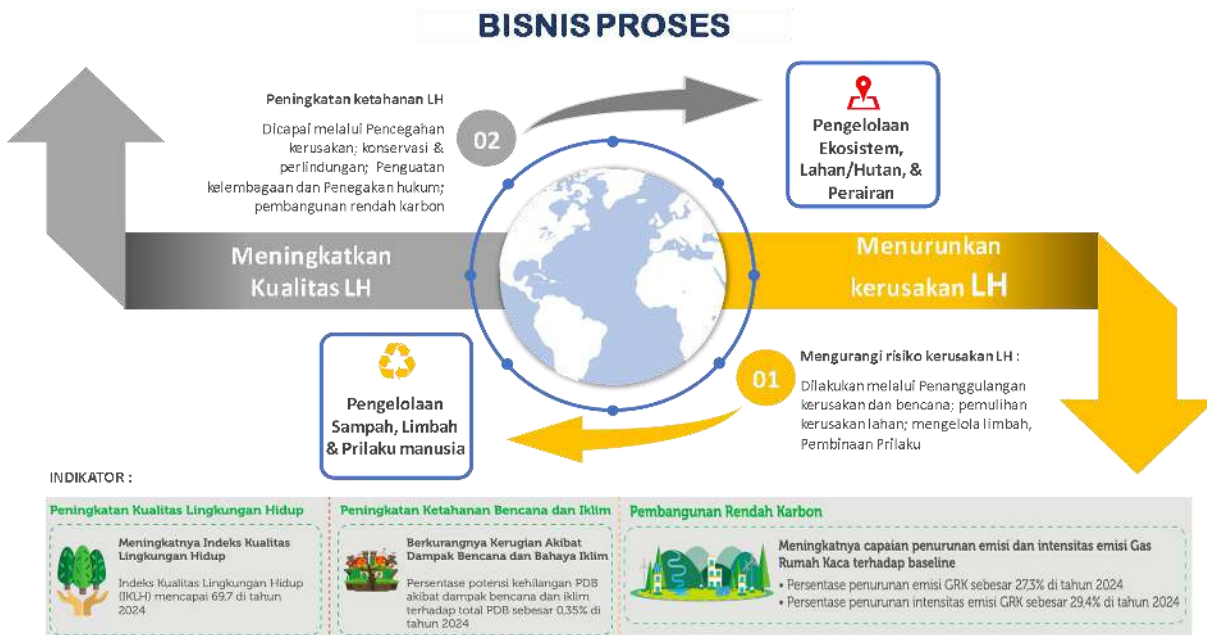 BISNIS PROSES
Peningkatan ketahanan LH
Dicapai melalui Pencegahan
kerusakan; konservasi &
perlindungan; Penguatan
kelembagaan dan Penegakan hukum;
pembangunan rendah karbon
02
Pengelolaan
Ekosistem,
Lahan/Hutan, &
Perairan
Meningkatkan
Kualitas LH
Menurunkan
kerusakan LH
Pengelolaan
Sampah, Limbah
& Prilaku manusia
01
Mengurangi risiko kerusakan LH :
Dilakukan melalui Penanggulangan
kerusakan dan bencana; pemulihan
kerusakan lahan; mengelola limbah,
Pembinaan Prilaku
INDIKATOR :
Peningkatan Kualitas Lingkungan Hidup
Meningkatnya Indeks Kualitas
Lingkungan Hidup
Indeks Kualitas Lingkungan Hidup
(IKLH) mencapai 69,7 di tahun
2024
Peningkatan Ketahanan Bencana dan Iklim
Berkurangnya Kerugian Akibat
Dampak Bencana dan Bahaya Iklim
Persentase potensi kehilangan PDB
akibat dampak bencana dan iklim
terhadap total PDB sebesar 0,35% di
tahun 2024
Pembangunan Rendah Karbon
Meningkatnya capaian penurunan emisi dan intensitas emisi Gas
Rumah Kaca terhadap baseline
• Persentase penurunan emisi GRK sebesar 27,3% di tahun 2024
• Persentase penurunan intensitas emisi GRK sebesar 29,4% di tahun 2024